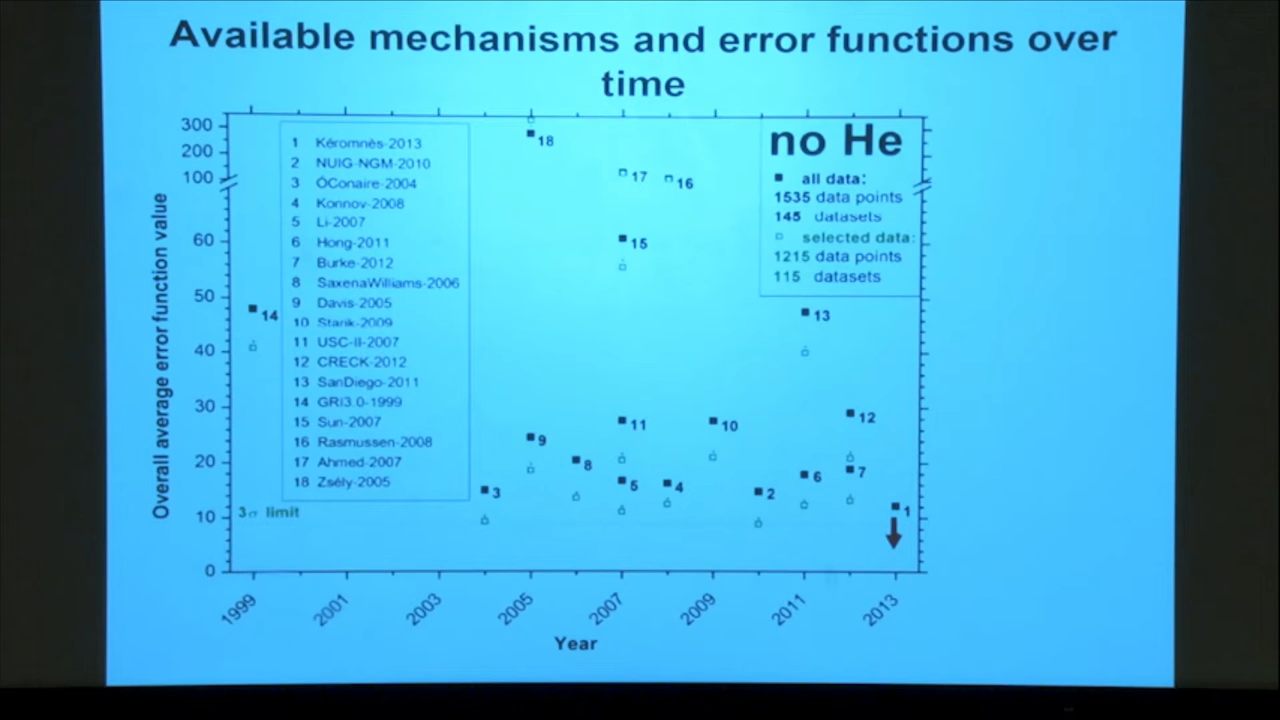 Available mechanisms and error functions over
time
Overall average error function value
300
200
100
60
50
40
30
20
10
0
1 Kéromnès-2013
2 NUIG-NGM-2010
3 ÓConaire-2004
4 Konnov-2008
5 Li-2007
6 Hong-2011
7 Burke-2012
8 SaxenaWilliams-2006
9 Davis-2005
10 Starik-2009
11 USC-II-2007
12 CRECK-2012
13 SanDiego-2011
14 GRI3.0-1999
15 Sun-2007
16 Rasmussen-2008
17 Ahmed-2007
18 Zsély-2005
3σ limit
no He
all data:
1535 data points
145 datasets
selected data:
1215 data points
115 datasets
18
17
16
15
14
13
12
11
10
9
8
7
6
5
4
3
2
1
1999
2001
2003
2005
2007
2009
2011
2013
Year